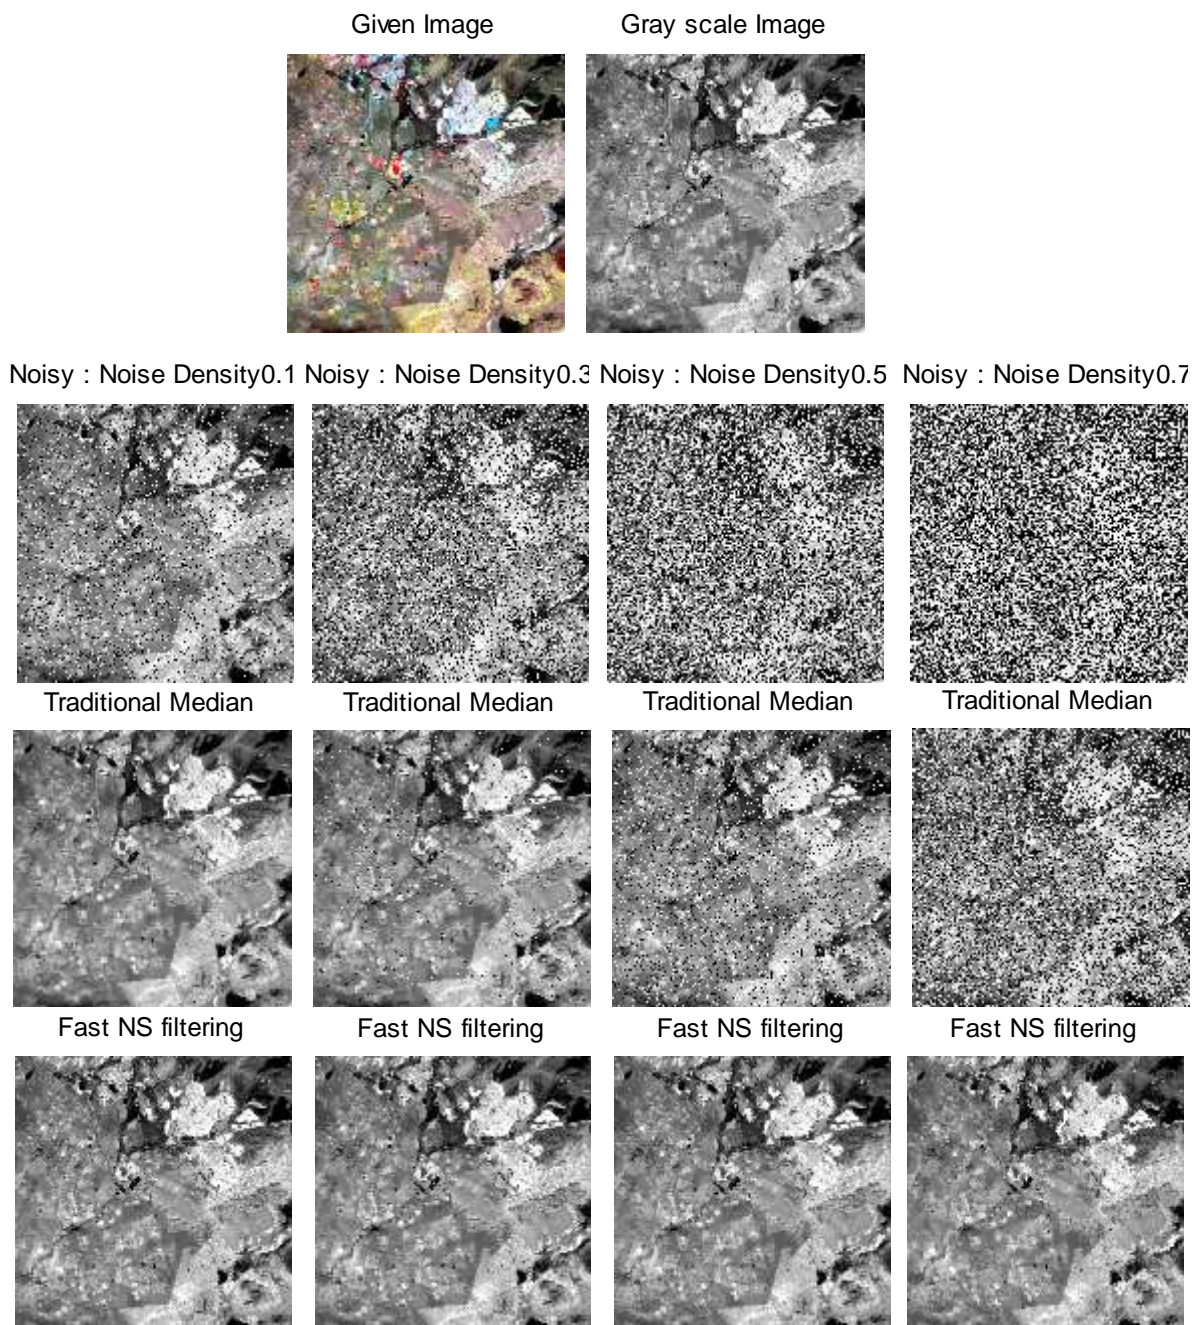 Given Image
Gray scale Image
Noisy : Noise Density0.1
Noisy : Noise Density0.3
Noisy : Noise Density0.5
Noisy : Noise Density0.7
Traditional Median
Traditional Median
Traditional Median
Traditional Median
Fast NS filtering
Fast NS filtering
Fast NS filtering
Fast NS filtering